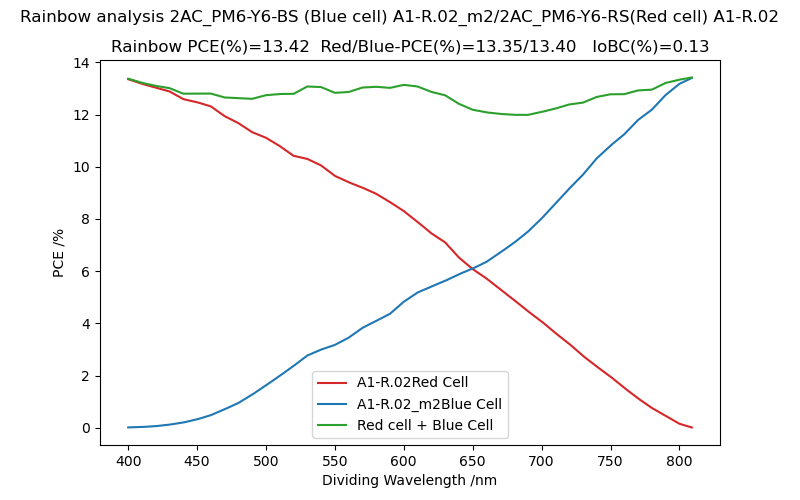 Rainbow analysis 2AC_PM6-Y6-BS (Blue cell) A1-R.02_m2/2AC_PM6-Y6-RS(Red cell) A1-R.02
Rainbow PCE(%)=13.42  Red/Blue-PCE(%)=13.35/13.40   IoBC(%)=0.13
14
12
10
8
6
4
2
0
PCE /%
A1-R.02Red Cell
A1-R.02_m2Blue Cell
Red cell + Blue Cell
400 450 500 550 600 650 700 750 800
Dividing Wavelength /nm